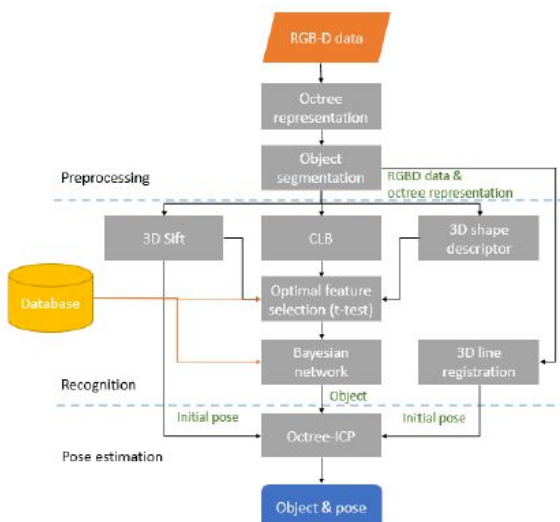 RGB-D data
Octree
representation
Object
segmentation
RGBD data &
octree representation
Preprocessing
3D Sift
CLB
3D shape
descriptor
Database
Optimal feature
selection (t-test)
Bayesian
network
3D line
registration
Recognition
Object
Initial pose
Initial pose
Octree-ICP
Pose estimation
Object & pose